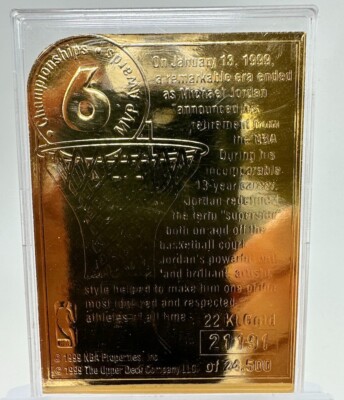 Championships • MVP Awards
6
On January 13, 1999,
a remarkable era ended
as Michael Jordan
announced his
retirement from
the NBA
During his
incomparable
13-year career,
Jordan redefined
the term "superstar"
both on and off the
basketball court.
Jordan's powerful
and brilliant
style helped to make him one of the
most idolized and respected
athletes of all time
22 Kt Gold
of 24,500
© 1999 NBA Properties, Inc
© 1999 The Upper Deck Company LLC